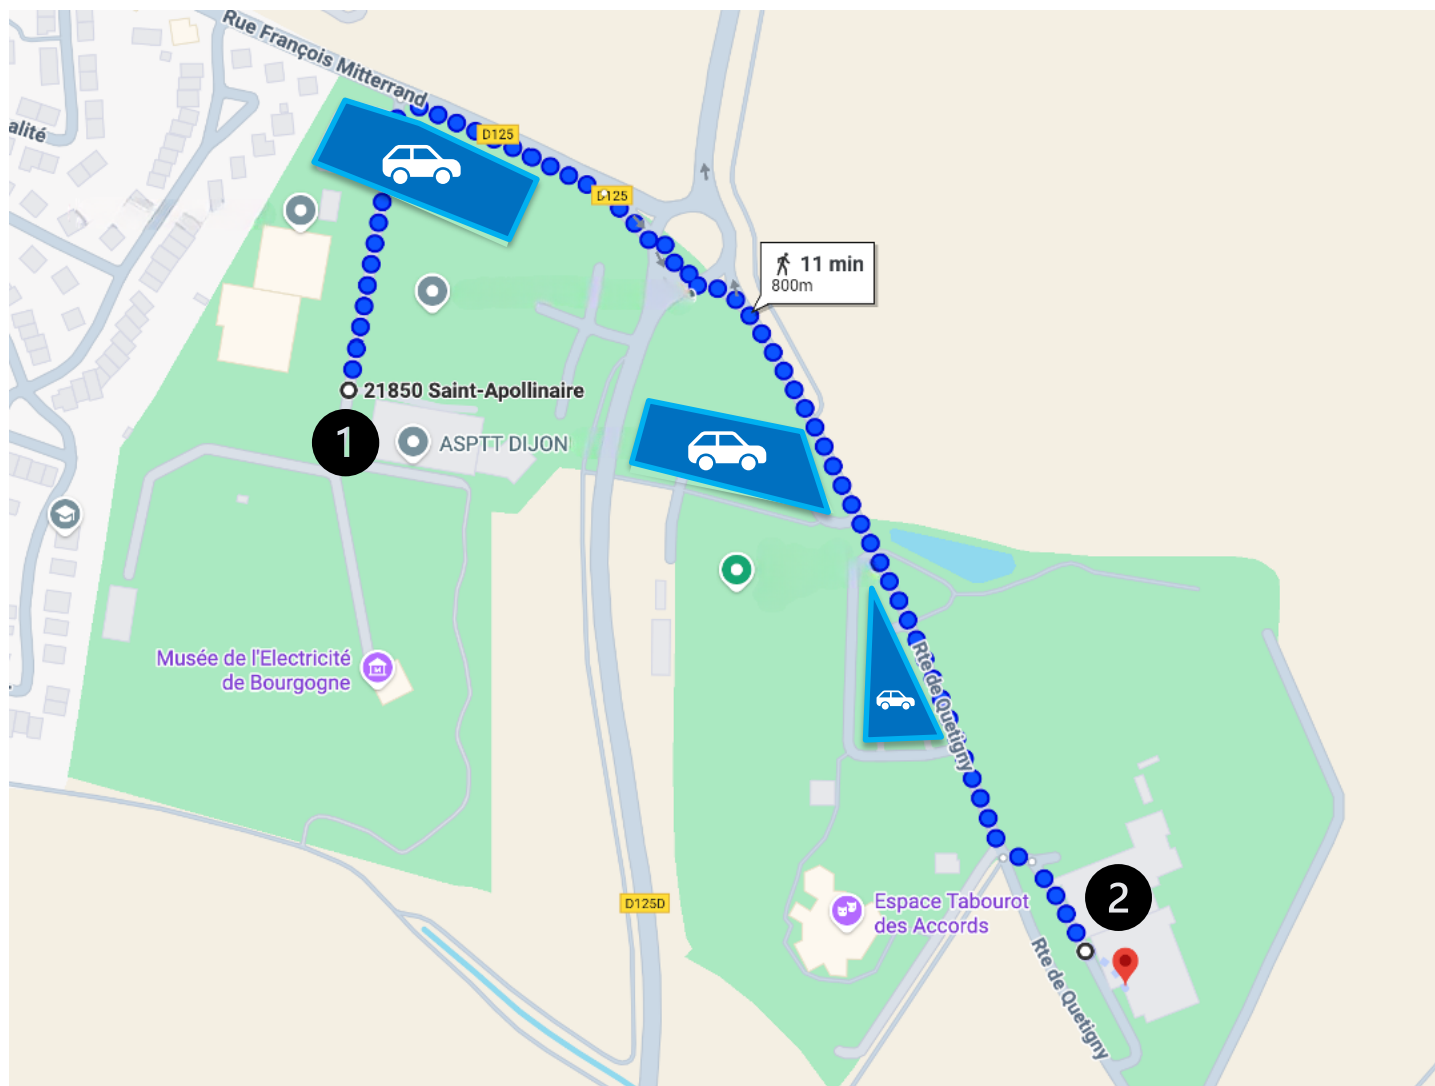 Rue François Mitterrand
alité
D125
D125
11 min
800m
21850 Saint-Apollinaire
1
ASPTT DIJON
Musée de l'Electricité
de Bourgogne
Rte de Quetigny
2
D125D
Espace Tabourot
des Accords
Rte de Quetigny